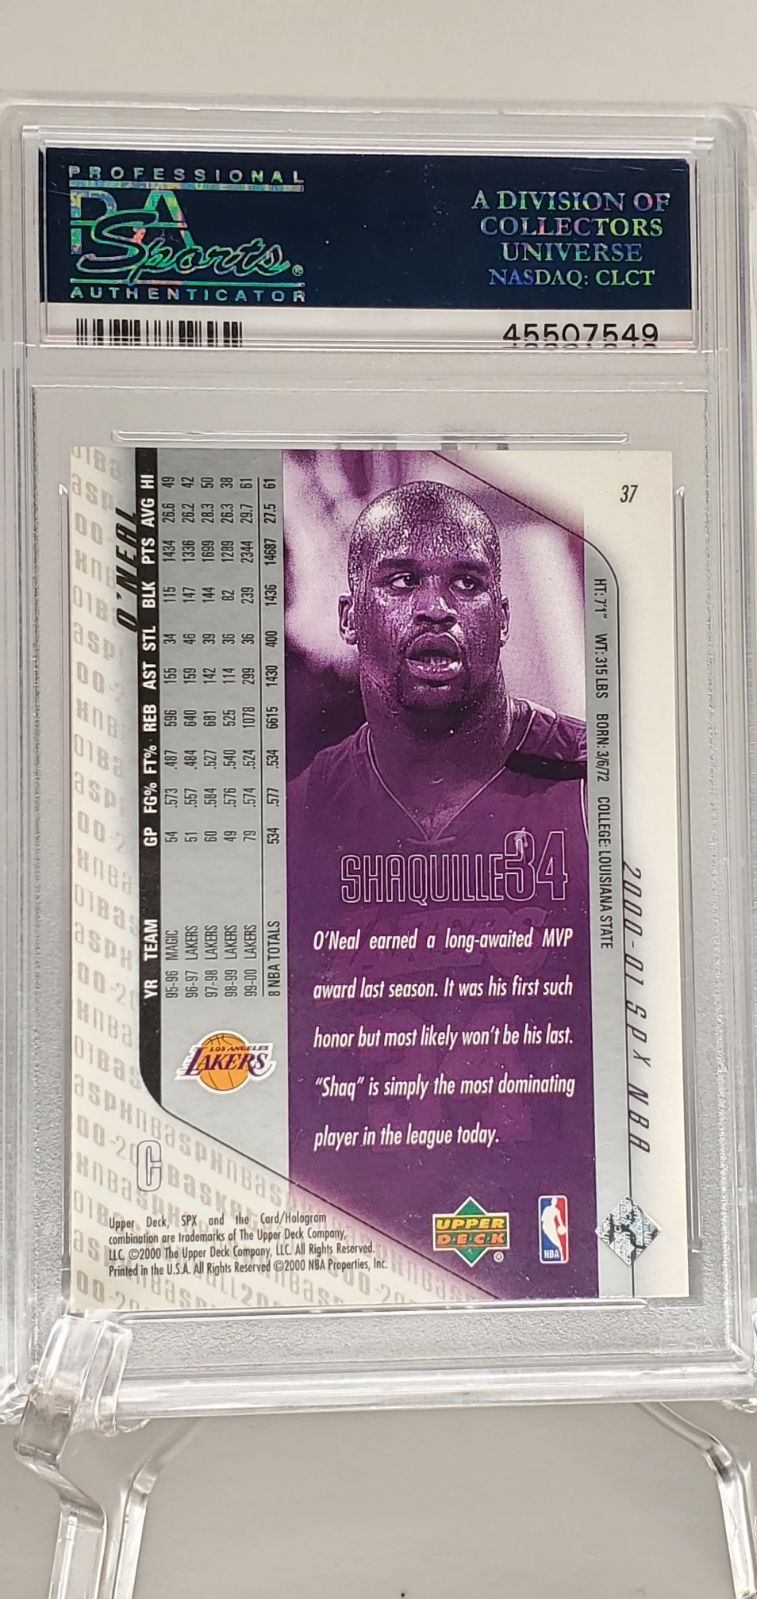 PROFESSIONAL
PSA
Sports®
AUTHENTICATOR
A DIVISION OF
COLLECTORS
UNIVERSE
NASDAQ: CLCT
45507549
37
O'NEAL
YR TEAM GP FG% FT% REB AST STL BLK PTS AVG HI
95-96 MAGIC 54 .573 .487 596 155 34 115 1434 26.6 49
96-97 LAKERS 51 .557 .484 640 159 46 147 1336 26.2 42
97-98 LAKERS 60 .584 .527 681 142 39 144 1699 28.3 50
98-99 LAKERS 49 .576 .540 525 114 36 82 1289 26.3 38
99-00 LAKERS 79 .574 .524 1078 299 36 239 2344 29.7 61
8 NBA TOTALS 534 .577 .534 6615 1430 400 1436 14687 27.5 61
HT: 7'1" WT: 315 LBS BORN: 3/6/72 COLLEGE: LOUISIANA STATE
2000-01 SPX NBA
SHAQUILLE 34
O'Neal earned a long-awaited MVP
award last season. It was his first such
honor but most likely won't be his last.
"Shaq" is simply the most dominating
player in the league today.
LOS ANGELES
LAKERS
C
Upper Deck, SPX and the Card/Hologram
combination are trademarks of The Upper Deck Company,
LLC. ©2000 The Upper Deck Company, LLC. All Rights Reserved.
Printed in the U.S.A. All Rights Reserved ©2000 NBA Properties, Inc.
UPPER
DECK®
NBA